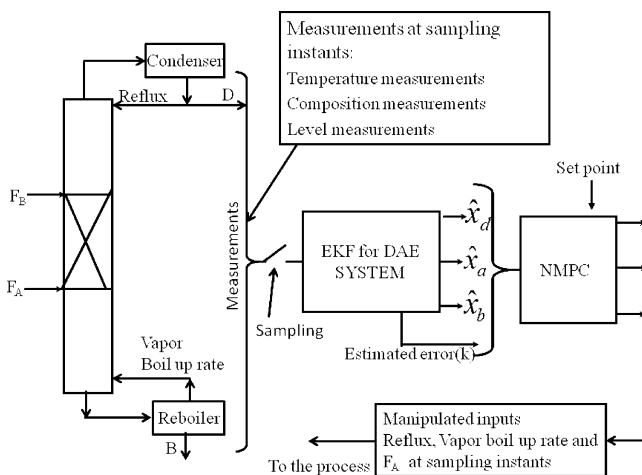 Measurements at sampling
instants:
Temperature measurements
Composition measurements
Level measurements
Condenser
Reflux
D
F_B
F_A
Vapor
Boil up rate
Reboiler
B
Measurements
Sampling
EKF for DAE
SYSTEM
x̂_d
x̂_a
x̂_b
Estimated error(k)
Set point
NMPC
Manipulated inputs
Reflux, Vapor boil up rate and
F_A at sampling instants
To the process